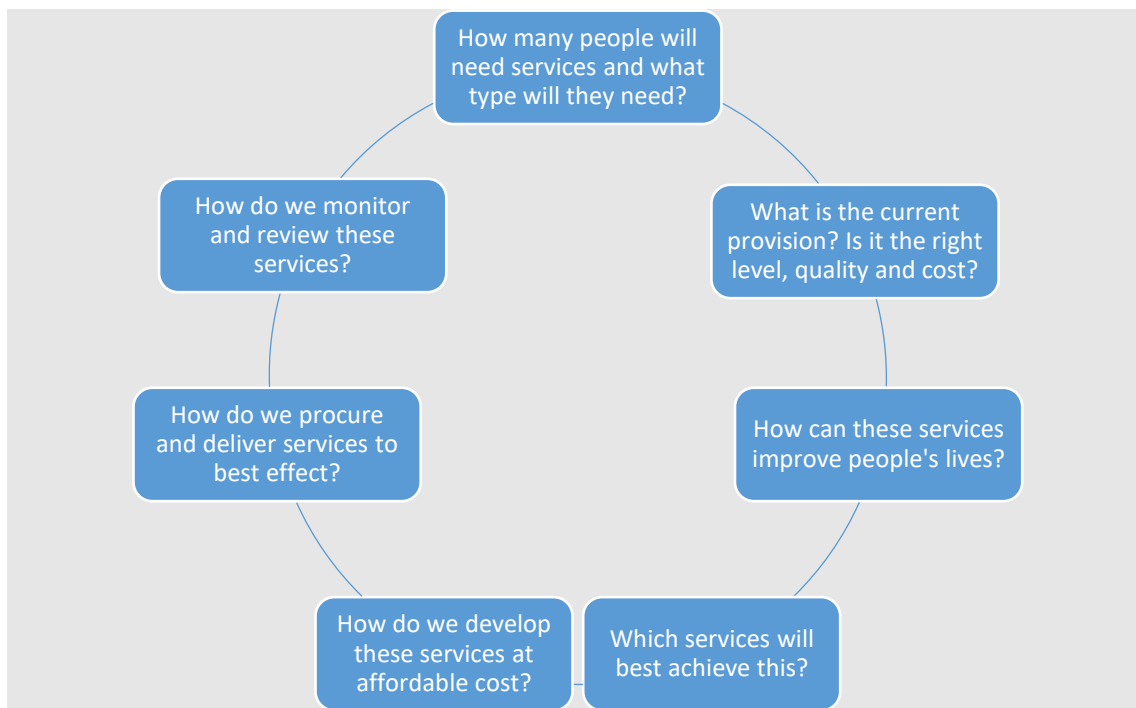 How many people will
need services and what
type will they need?
What is the current
provision? Is it the right
level, quality and cost?
How can these services
improve people's lives?
Which services will
best achieve this?
How do we develop
these services at
affordable cost?
How do we procure
and deliver services to
best effect?
How do we monitor
and review these
services?